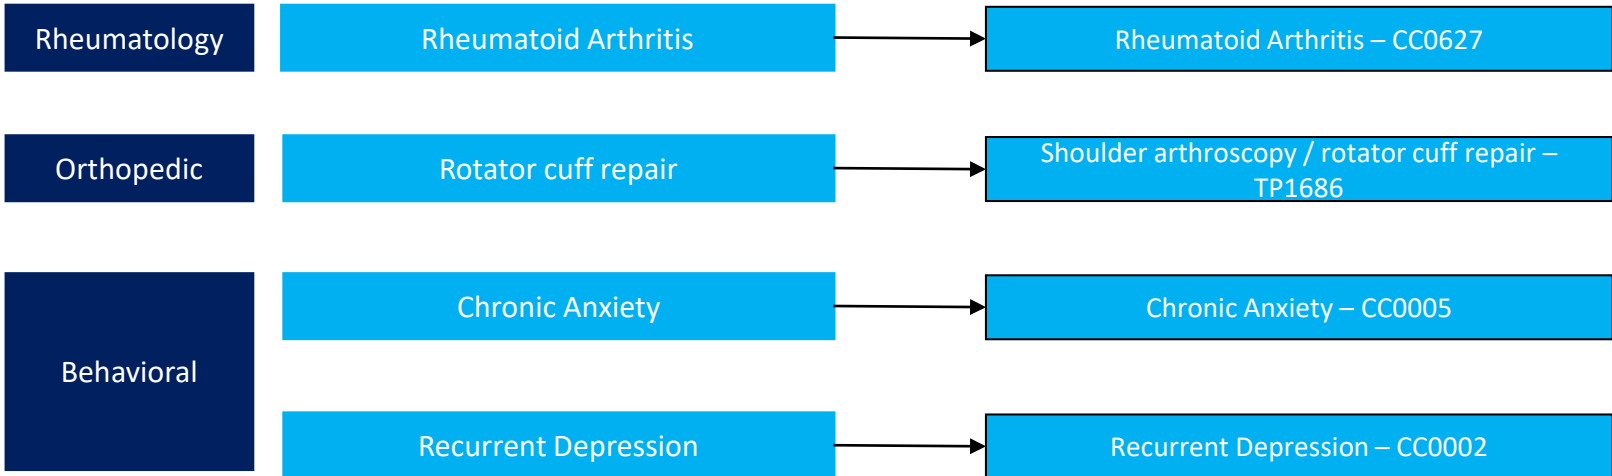 Rheumatology
Rheumatoid Arthritis
Rheumatoid Arthritis – CC0627
Orthopedic
Rotator cuff repair
Shoulder arthroscopy / rotator cuff repair –
TP1686
Behavioral
Chronic Anxiety
Chronic Anxiety – CC0005
Recurrent Depression
Recurrent Depression – CC0002